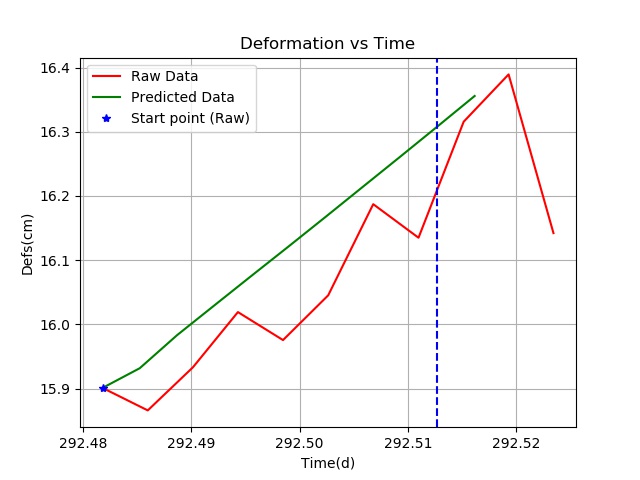 Deformation vs Time
Raw Data
Predicted Data
Start point (Raw)
Defs(cm)
16.4
16.3
16.2
16.1
16.0
15.9
292.48 292.49 292.50 292.51 292.52
Time(d)